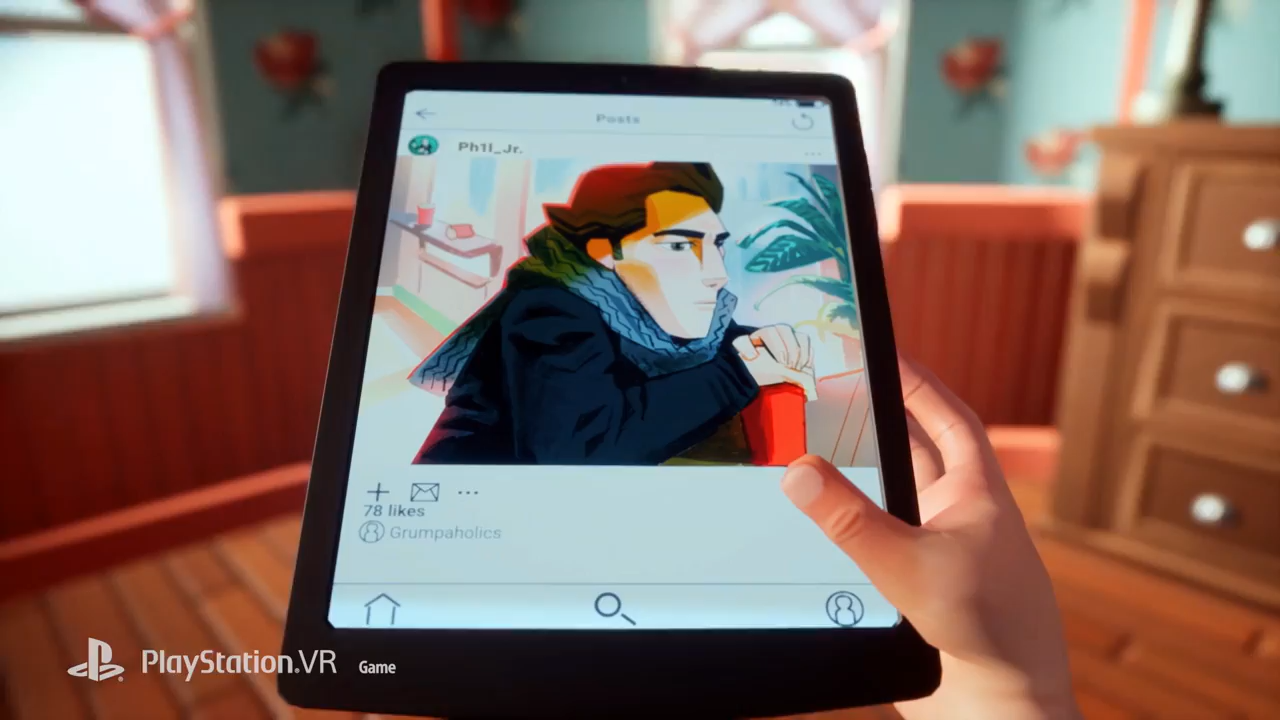 Posts
Ph1l_Jr.
78 likes
Grumpaholics
PlayStation.VR Game